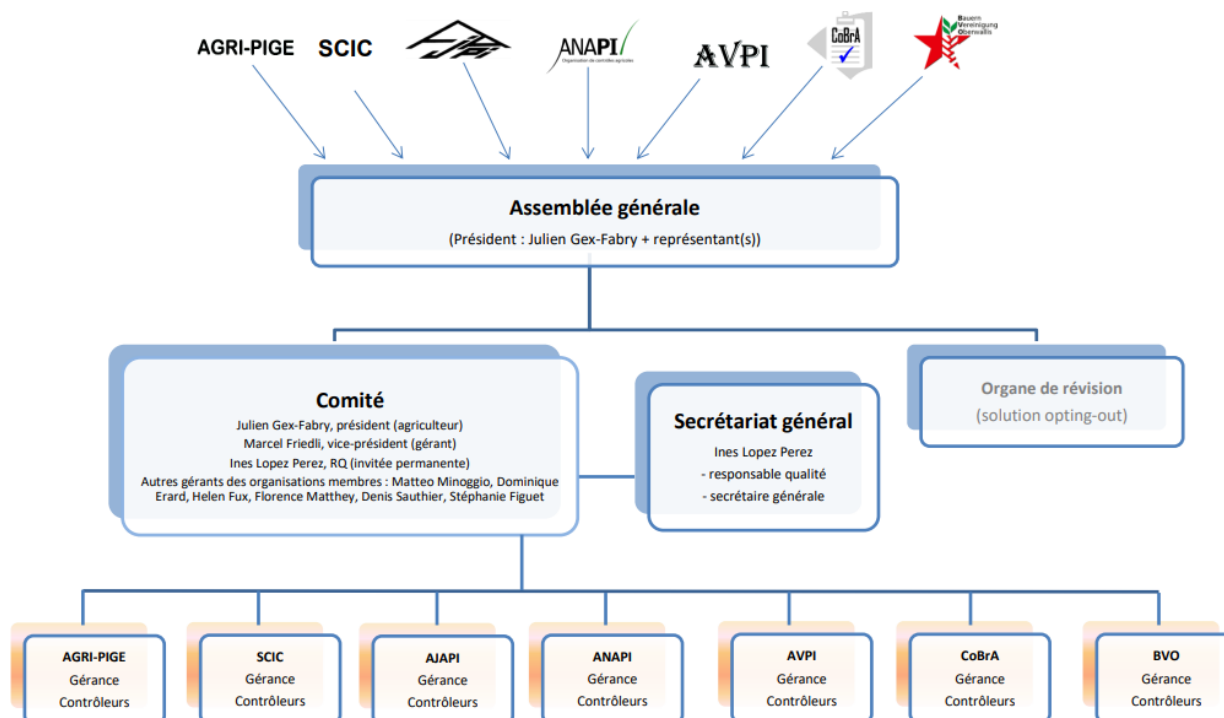 AGRI-PIGE
SCIC
AJAPI
ANAPI
Organisation de contrôles agricoles
AVPI
CoBrA
Bauern
Vereinigung
Oberwallis
Assemblée générale
(Président : Julien Gex-Fabry + représentant(s))
Comité
Julien Gex-Fabry, président (agriculteur)
Marcel Friedli, vice-président (gérant)
Ines Lopez Perez, RQ (invitée permanente)
Autres gérants des organisations membres : Matteo Minoggio, Dominique
Erard, Helen Fux, Florence Matthey, Denis Sauthier, Stéphanie Figuet
Secrétariat général
Ines Lopez Perez
- responsable qualité
- secrétaire générale
Organe de révision
(solution opting-out)
AGRI-PIGE
Gérance
Contrôleurs
SCIC
Gérance
Contrôleurs
AJAPI
Gérance
Contrôleurs
ANAPI
Gérance
Contrôleurs
AVPI
Gérance
Contrôleurs
CoBrA
Gérance
Contrôleurs
BVO
Gérance
Contrôleurs